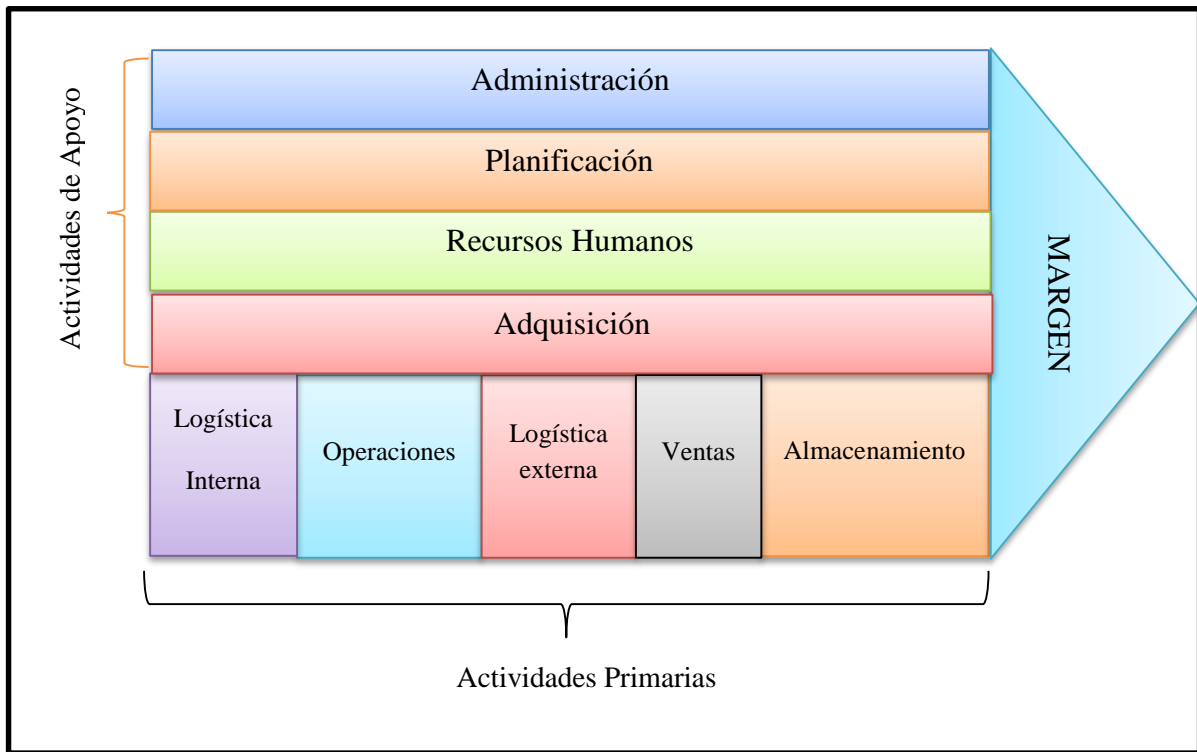 Actividades de Apoyo
Administración
Planificación
Recursos Humanos
Adquisición
MARGEN
Logística
Interna
Operaciones
Logística
externa
Ventas
Almacenamiento
Actividades Primarias